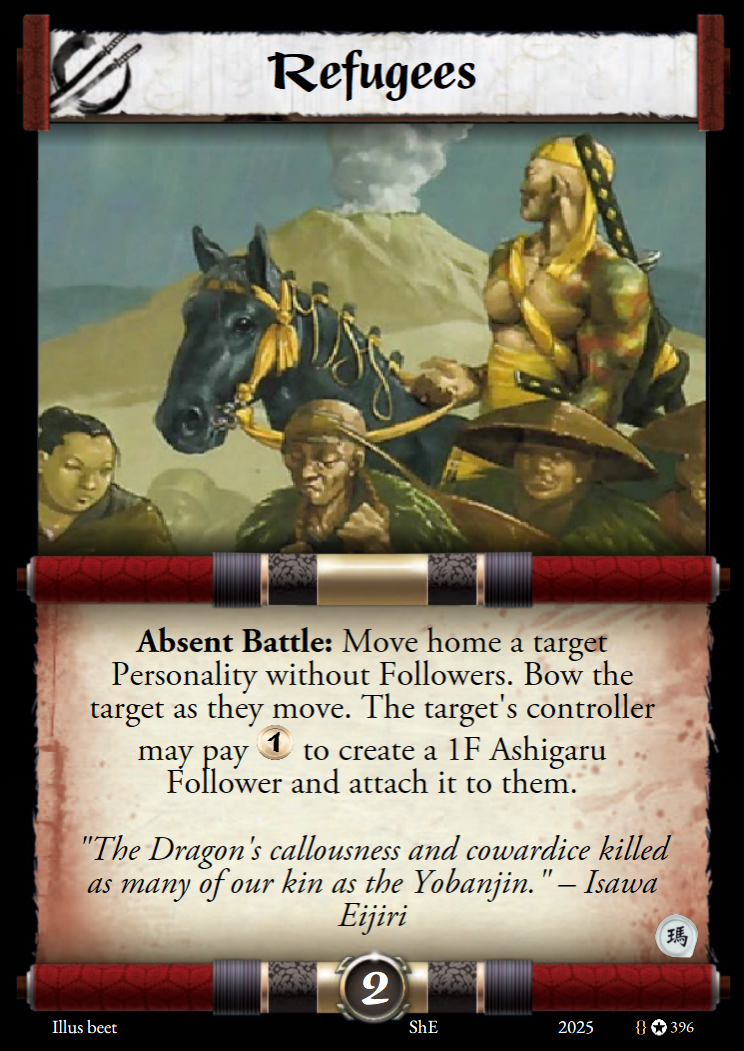 Refugees
Absent Battle: Move home a target
Personality without Followers. Bow the
target as they move. The target's controller
may pay 1 to create a 1F Ashigaru
Follower and attach it to them.
"The Dragon's callousness and cowardice killed
as many of our kin as the Yobanjin." – Isawa
Eijiri
瑪
2
Illus beet ShE 2025 {} 396